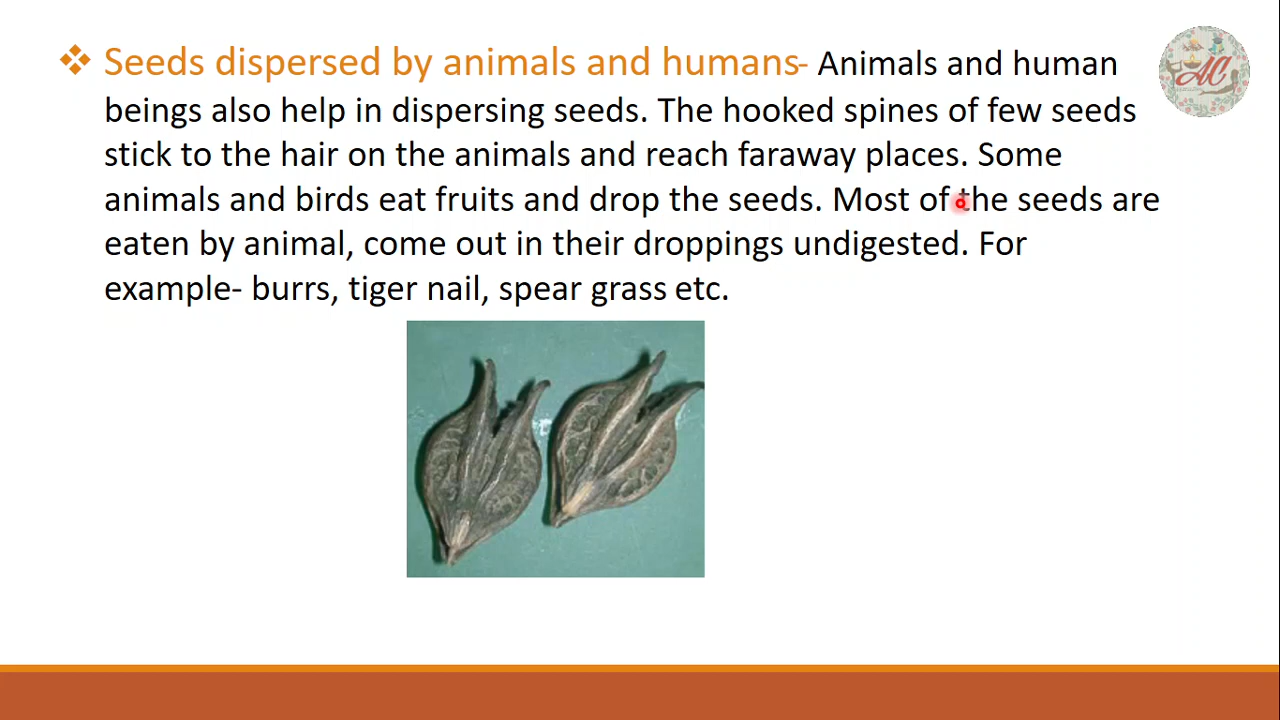 Seeds dispersed by animals and humans- Animals and human
beings also help in dispersing seeds. The hooked spines of few seeds
stick to the hair on the animals and reach faraway places. Some
animals and birds eat fruits and drop the seeds. Most of the seeds are
eaten by animal, come out in their droppings undigested. For
example- burrs, tiger nail, spear grass etc.
AC